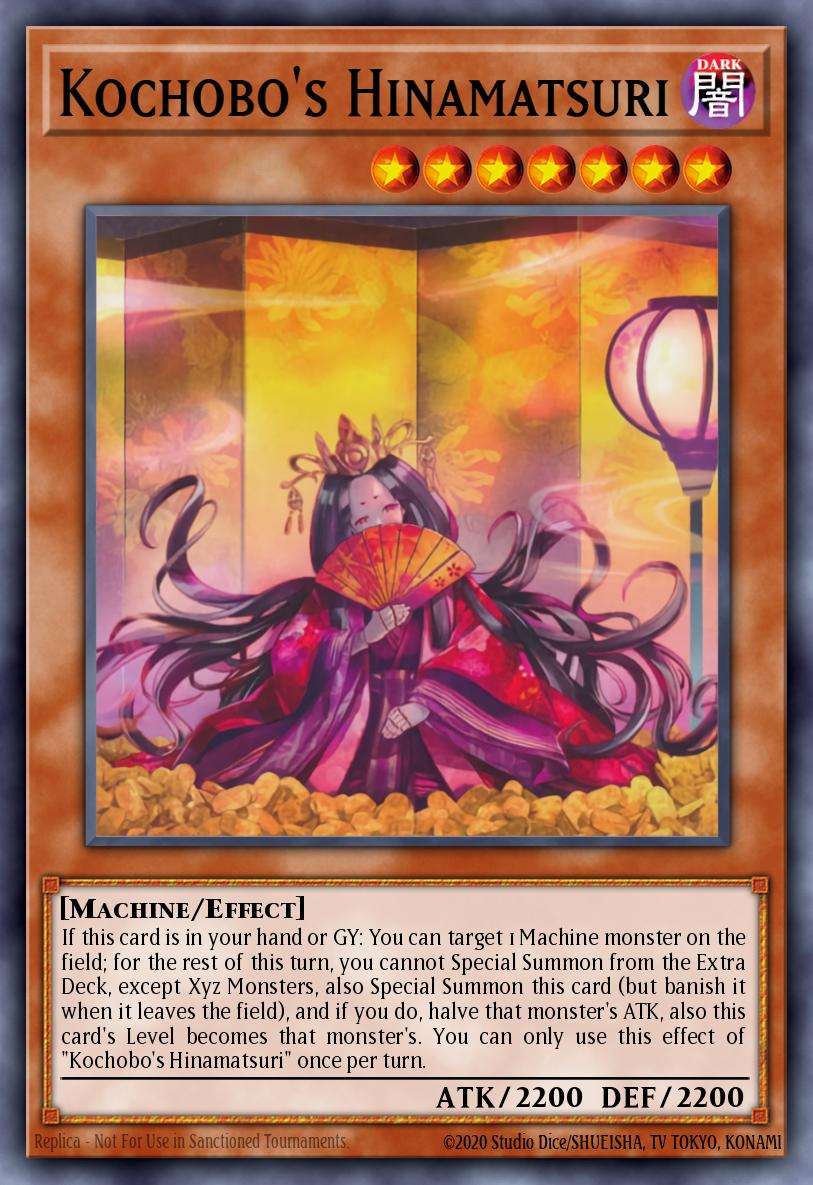 Kochobo's Hinamatsuri
DARK
闇
[Machine/Effect]
If this card is in your hand or GY: You can target 1 Machine monster on the
field; for the rest of this turn, you cannot Special Summon from the Extra
Deck, except Xyz Monsters, also Special Summon this card (but banish it
when it leaves the field), and if you do, halve that monster's ATK, also this
card's Level becomes that monster's. You can only use this effect of
"Kochobo's Hinamatsuri" once per turn.
ATK/2200 DEF/2200
Replica - Not For Use in Sanctioned Tournaments.
©2020 Studio Dice/SHUEISHA, TV TOKYO, KONAMI